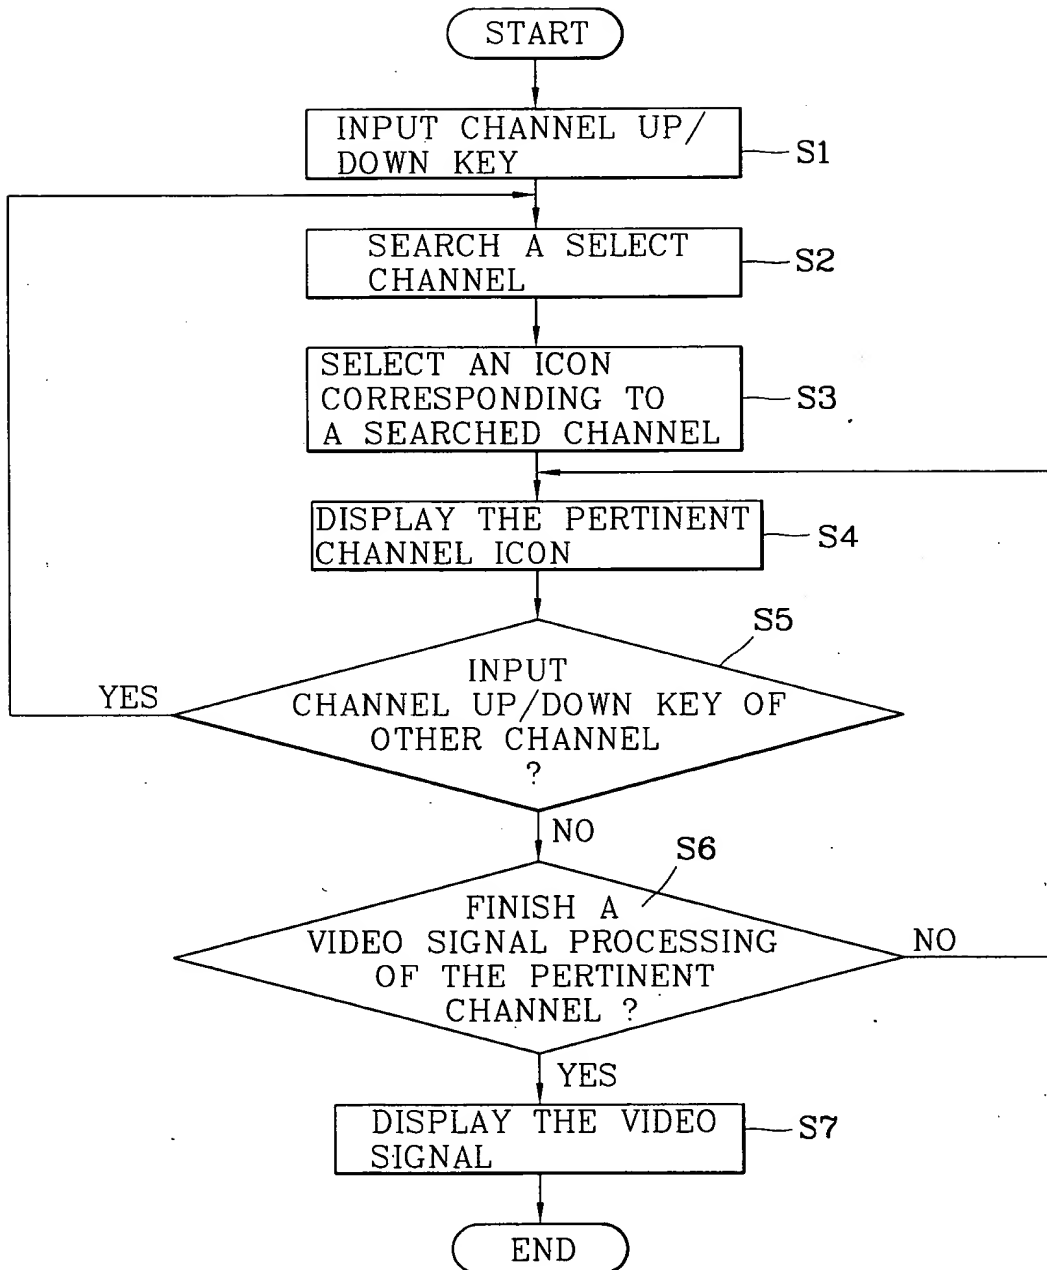 START
INPUT CHANNEL UP/
DOWN KEY
S1
SEARCH A SELECT
CHANNEL
S2
SELECT AN ICON
CORRESPONDING TO
A SEARCHED CHANNEL
S3
DISPLAY THE PERTINENT
CHANNEL ICON
S4
S5
INPUT
CHANNEL UP/DOWN KEY OF
OTHER CHANNEL
?
YES
NO
S6
FINISH A
VIDEO SIGNAL PROCESSING
OF THE PERTINENT
CHANNEL ?
NO
YES
DISPLAY THE VIDEO
SIGNAL
S7
END